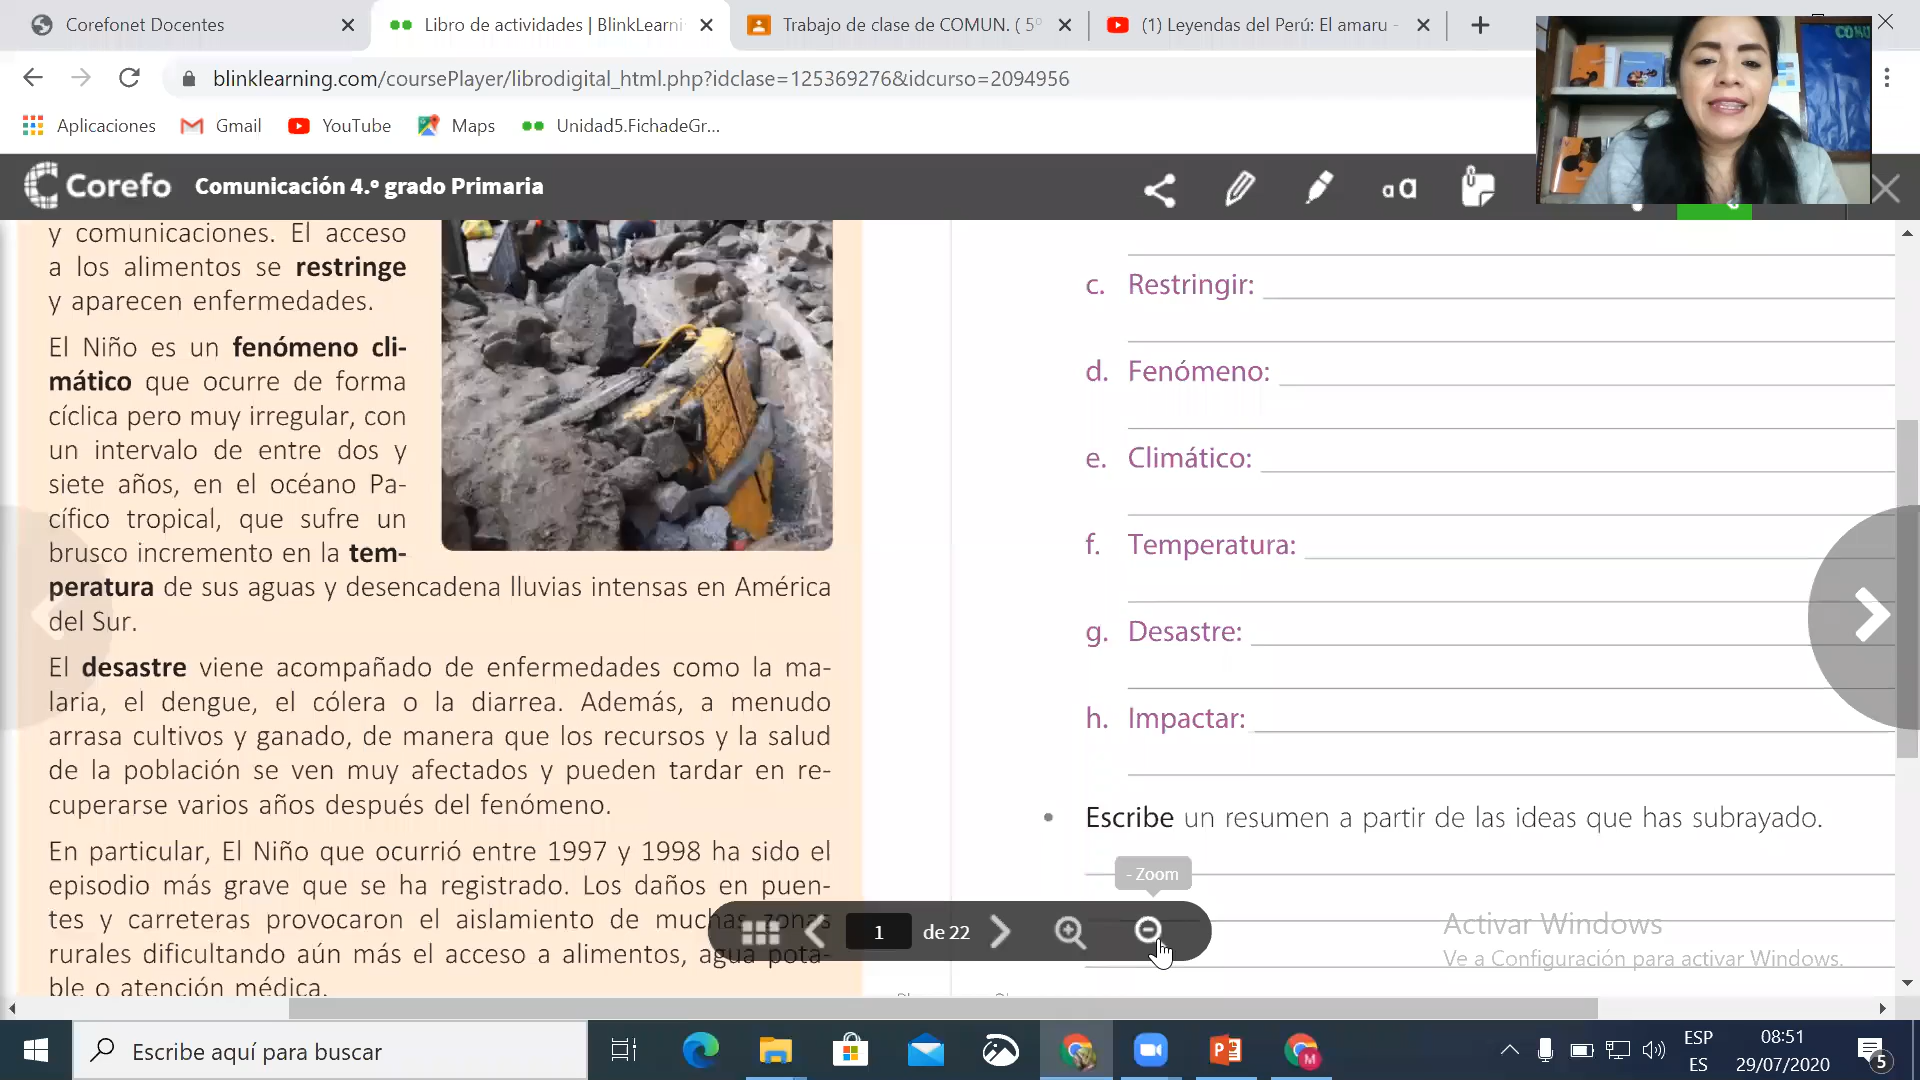 Corefonet Docentes
Libro de actividades | BlinkLearni
Trabajo de clase de COMUN. ( 5°
(1) Leyendas del Perú: El amaru -
blinklearning.com/coursePlayer/librodigital_html.php?idclase=125369276&idcurso=2094956
Aplicaciones
Gmail
YouTube
Maps
Unidad5.FichadeGr...
Corefo
Comunicación 4.° grado Primaria
aa
y comunicaciones. El acceso
a los alimentos se restringe
y aparecen enfermedades.
El Niño es un fenómeno cli-
mático que ocurre de forma
cíclica pero muy irregular, con
un intervalo de entre dos y
siete años, en el océano Pa-
cífico tropical, que sufre un
brusco incremento en la tem-
peratura de sus aguas y desencadena lluvias intensas en América
del Sur.
El desastre viene acompañado de enfermedades como la ma-
laria, el dengue, el cólera o la diarrea. Además, a menudo
arrasa cultivos y ganado, de manera que los recursos y la salud
de la población se ven muy afectados y pueden tardar en re-
cuperarse varios años después del fenómeno.
En particular, El Niño que ocurrió entre 1997 y 1998 ha sido el
episodio más grave que se ha registrado. Los daños en puen-
tes y carreteras provocaron el aislamiento de muchas zonas
rurales dificultando aún más el acceso a alimentos, agua pota-
ble o atención médica.
c. Restringir:
d. Fenómeno:
e. Climático:
f. Temperatura:
g. Desastre:
h. Impactar:
• Escribe un resumen a partir de las ideas que has subrayado.
- Zoom
1 de 22
Activar Windows
Ve a Configuración para activar Windows.
Escribe aquí para buscar
ESP
ES
08:51
29/07/2020
5